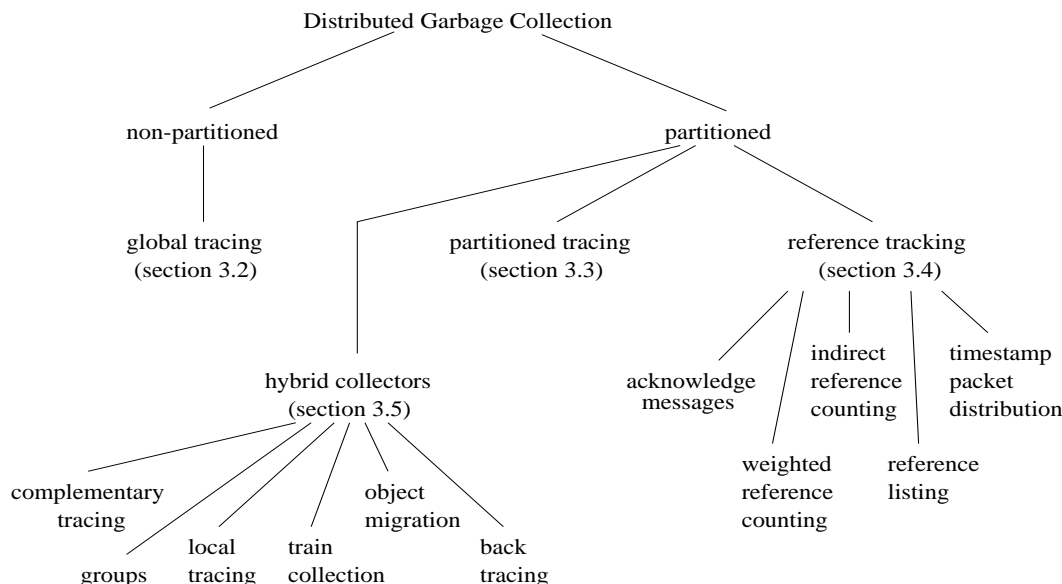 Distributed Garbage Collection
non-partitioned
partitioned
global tracing
(section 3.2)
partitioned tracing
(section 3.3)
reference tracking
(section 3.4)
hybrid collectors
(section 3.5)
acknowledge
messages
indirect
reference
counting
timestamp
packet
distribution
weighted
reference
counting
reference
listing
complementary
tracing
groups
local
tracing
train
collection
object
migration
back
tracing